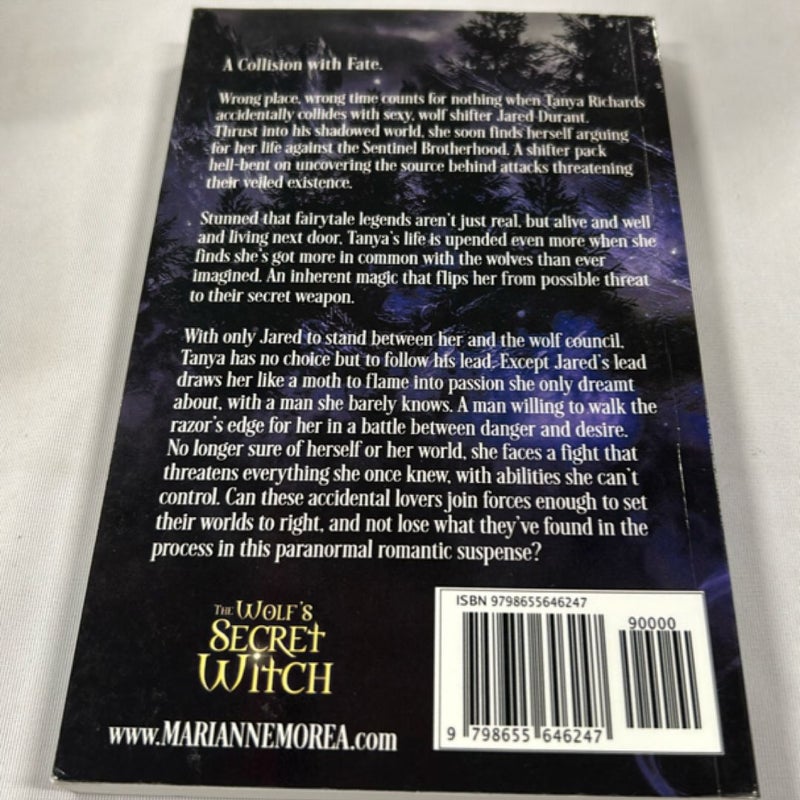 A Collision with Fate.
Wrong place, wrong time counts for nothing when Tanya Richards
accidentally collides with sexy, wolf shifter Jared Durant.
Thrust into his shadowed world, she soon finds herself arguing
for her life against the Sentinel Brotherhood. A shifter pack
hell-bent on uncovering the source behind attacks threatening
their veiled existence.
Stunned that fairytale legends aren't just real, but alive and well
and living next door. Tanya's life is upended even more when she
finds she's got more in common with the wolves than ever
imagined. An inherent magic that flips her from possible threat
to their secret weapon.
With only Jared to stand between her and the wolf council,
Tanya has no choice but to follow his lead. Except Jared's lead
draws her like a moth to flame into passion she only dreamt
about, with a man she barely knows. A man willing to walk the
razor's edge for her in a battle between danger and desire.
No longer sure of herself or her world, she faces a fight that
threatens everything she once knew, with abilities she can't
control. Can these accidental lovers join forces enough to set
their worlds to right, and not lose what they've found in the
process in this paranormal romantic suspense?
THE WOLF'S
SECRET
WITCH
www.MARIANNEMOREA.com
ISBN 9798655646247
90000
9 798655 646247